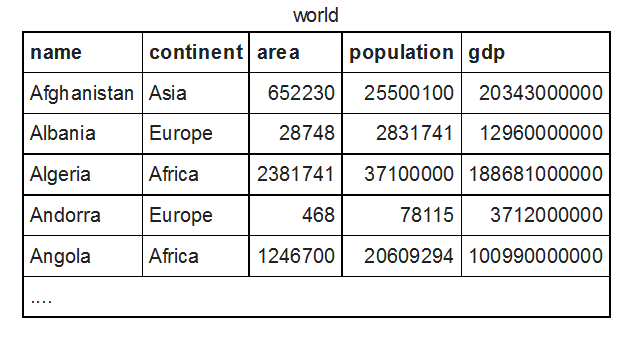 world
name continent area population gdp
Afghanistan Asia 652230 25500100 20343000000
Albania Europe 28748 2831741 12960000000
Algeria Africa 2381741 37100000 188681000000
Andorra Europe 468 78115 3712000000
Angola Africa 1246700 20609294 100990000000
....